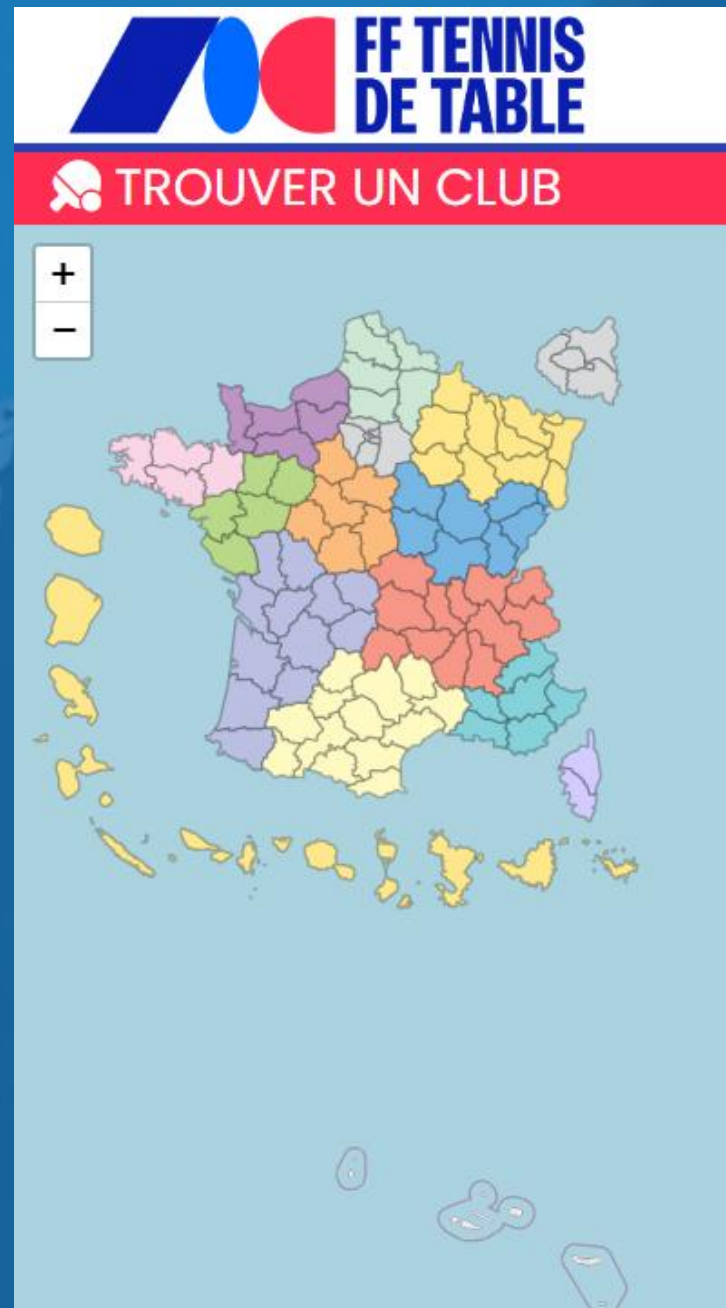 FF TENNIS
DE TABLE
TROUVER UN CLUB
+
−